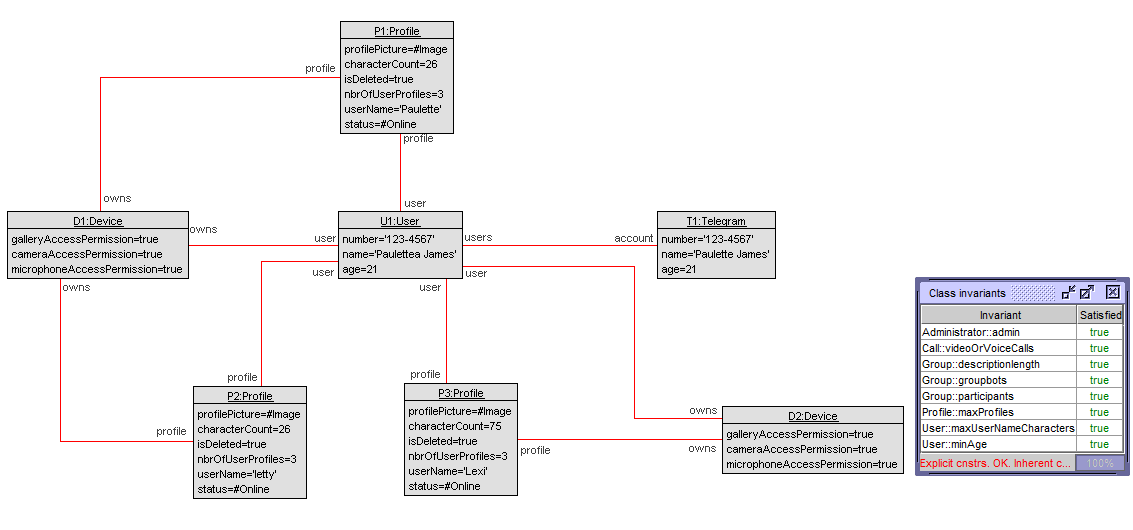 P1:Profile
profilePicture=#Image
characterCount=26
isDeleted=true
nbrOfUserProfiles=3
userName='Paulette'
status=#Online
profile
profile
owns
user
D1:Device
galleryAccessPermission=true
cameraAccessPermission=true
microphoneAccessPermission=true
owns
user
U1:User
number='123-4567'
name='Paulettea James'
age=21
users
account
T1:Telegram
number='123-4567'
name='Paulette James'
age=21
owns
user
user
user
profile
profile
P2:Profile
profilePicture=#Image
characterCount=26
isDeleted=true
nbrOfUserProfiles=3
userName='letty'
status=#Online
profile
P3:Profile
profilePicture=#Image
characterCount=75
isDeleted=true
nbrOfUserProfiles=3
userName='Lexi'
status=#Online
profile
owns
owns
D2:Device
galleryAccessPermission=true
cameraAccessPermission=true
microphoneAccessPermission=true
Class invariants
Invariant Satisfied
Administrator::admin true
Call::videoOrVoiceCalls true
Group::descriptionlength true
Group::groupbots true
Group::participants true
Profile::maxProfiles true
User::maxUserNameCharacters true
User::minAge true
Explicit cnstrs. OK. Inherent c... 100%